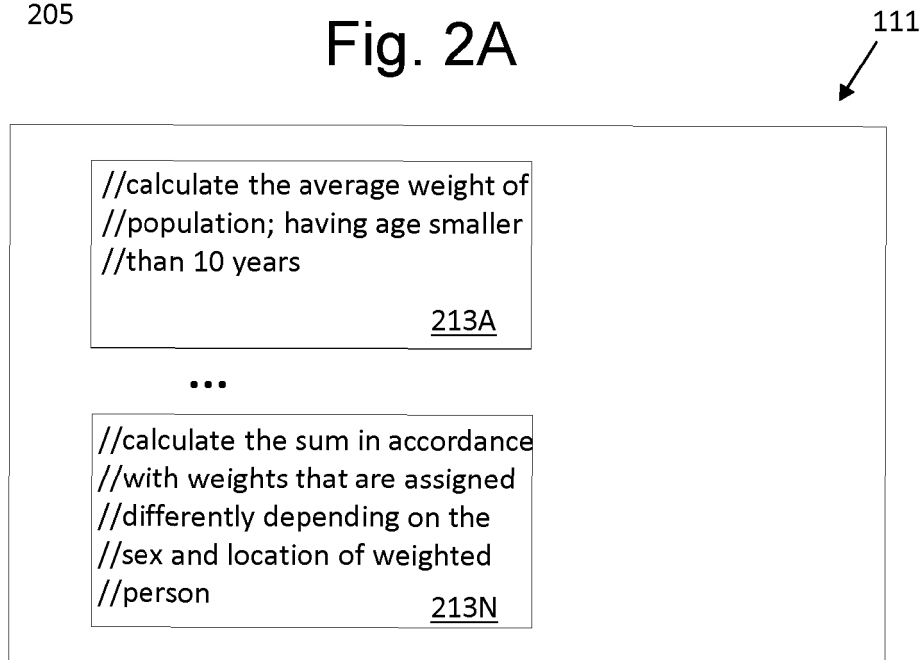 205
Fig. 2A
111
//calculate the average weight of
//population; having age smaller
//than 10 years
213A
...
//calculate the sum in accordance
//with weights that are assigned
//differently depending on the
//sex and location of weighted
//person
213N